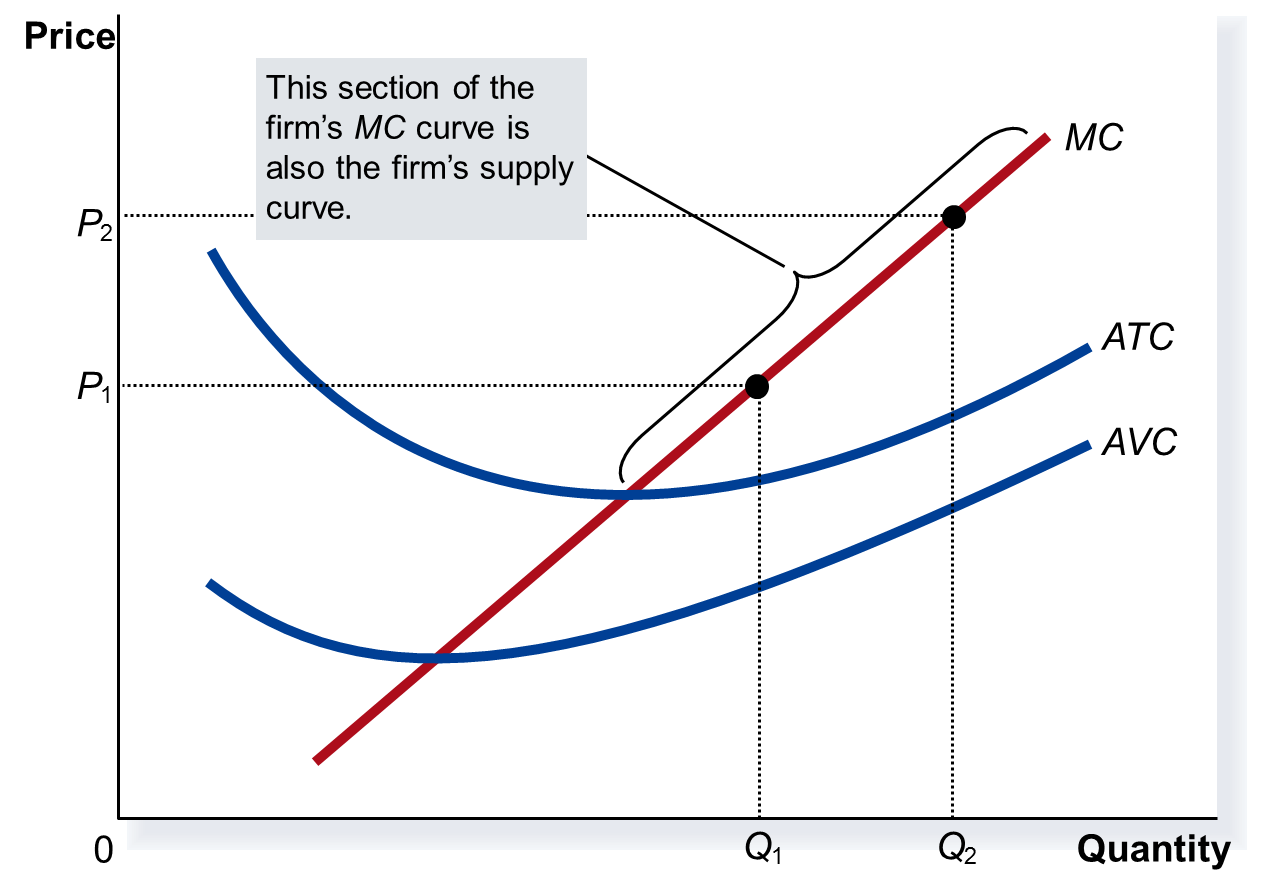 Price
This section of the
firm’s MC curve is
also the firm’s supply
curve.
MC
P2
ATC
P1
AVC
0
Q1
Q2
Quantity